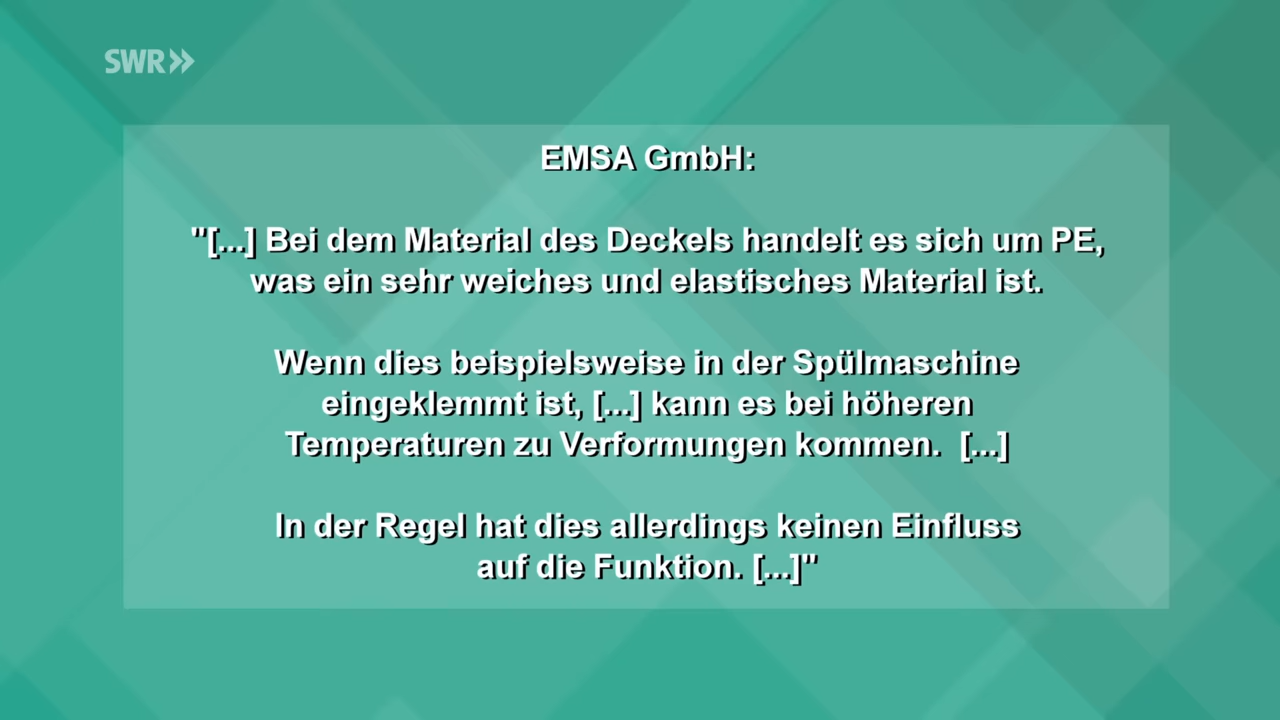 SWR
EMSA GmbH:
"[...] Bei dem Material des Deckels handelt es sich um PE,
was ein sehr weiches und elastisches Material ist.
Wenn dies beispielsweise in der Spülmaschine
eingeklemmt ist, [...] kann es bei höheren
Temperaturen zu Verformungen kommen.  [...]
In der Regel hat dies allerdings keinen Einfluss
auf die Funktion. [...]"